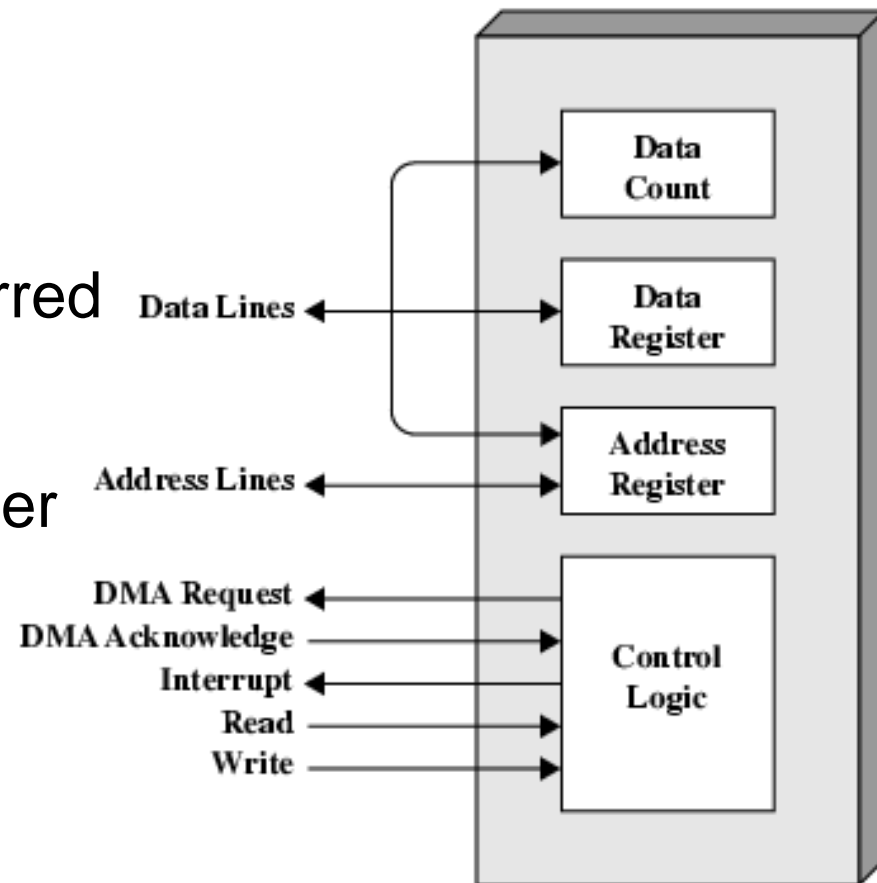 Data
Count
rred
Data Lines
Data
Register
Address
Register
Address Lines
er
DMA Request
DMA Acknowledge
Interrupt
Read
Write
Control
Logic